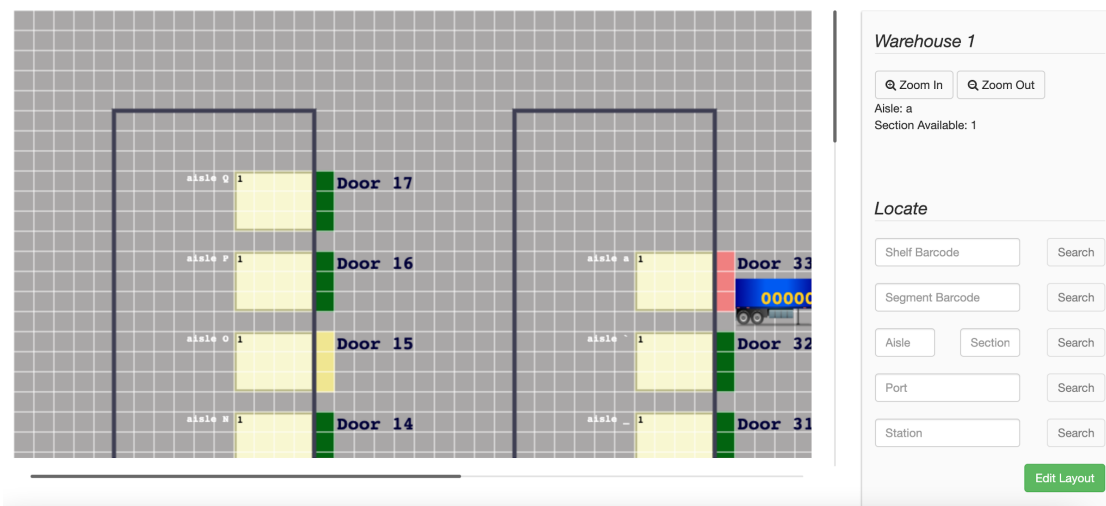 aisle Q 1 Door 17
aisle P 1 Door 16
aisle O 1 Door 15
aisle N 1 Door 14
aisle a 1 Door 33
00000
aisle ` 1 Door 32
aisle _ 1 Door 31
Warehouse 1
Zoom In Zoom Out
Aisle: a
Section Available: 1
Locate
Shelf Barcode Search
Segment Barcode Search
Aisle Section Search
Port Search
Station Search
Edit Layout